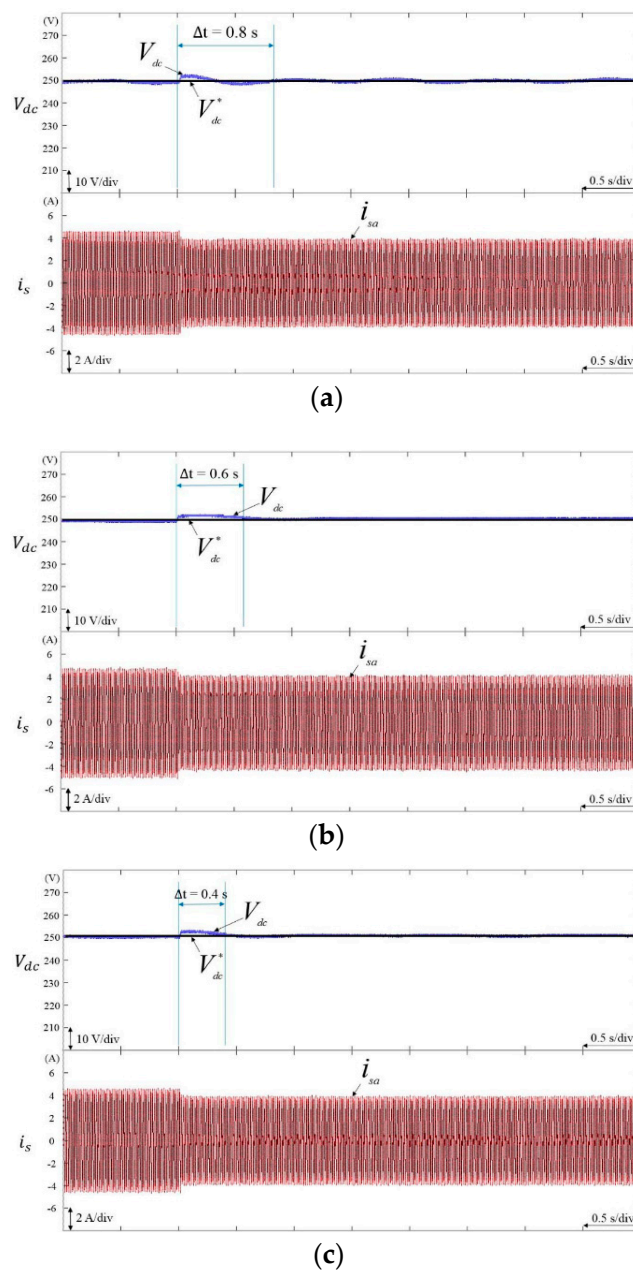 (V)
270
Δt = 0.8 s
260
V_dc
250
V_dc
240
V*_dc
230
220
210
10 V/div
0.5 s/div
(A)
6
i_sa
4
2
i_s
0
-2
-4
-6
2 A/div
0.5 s/div
(a)
(V)
270
Δt = 0.6 s
260
V_dc
250
V_dc
240
V*_dc
230
220
210
10 V/div
0.5 s/div
(A)
6
i_sa
4
2
i_s
0
-2
-4
-6
2 A/div
0.5 s/div
(b)
(V)
270
Δt = 0.4 s
260
V_dc
250
V_dc
240
V*_dc
230
220
210
10 V/div
0.5 s/div
(A)
6
i_sa
4
2
i_s
0
-2
-4
-6
2 A/div
0.5 s/div
(c)